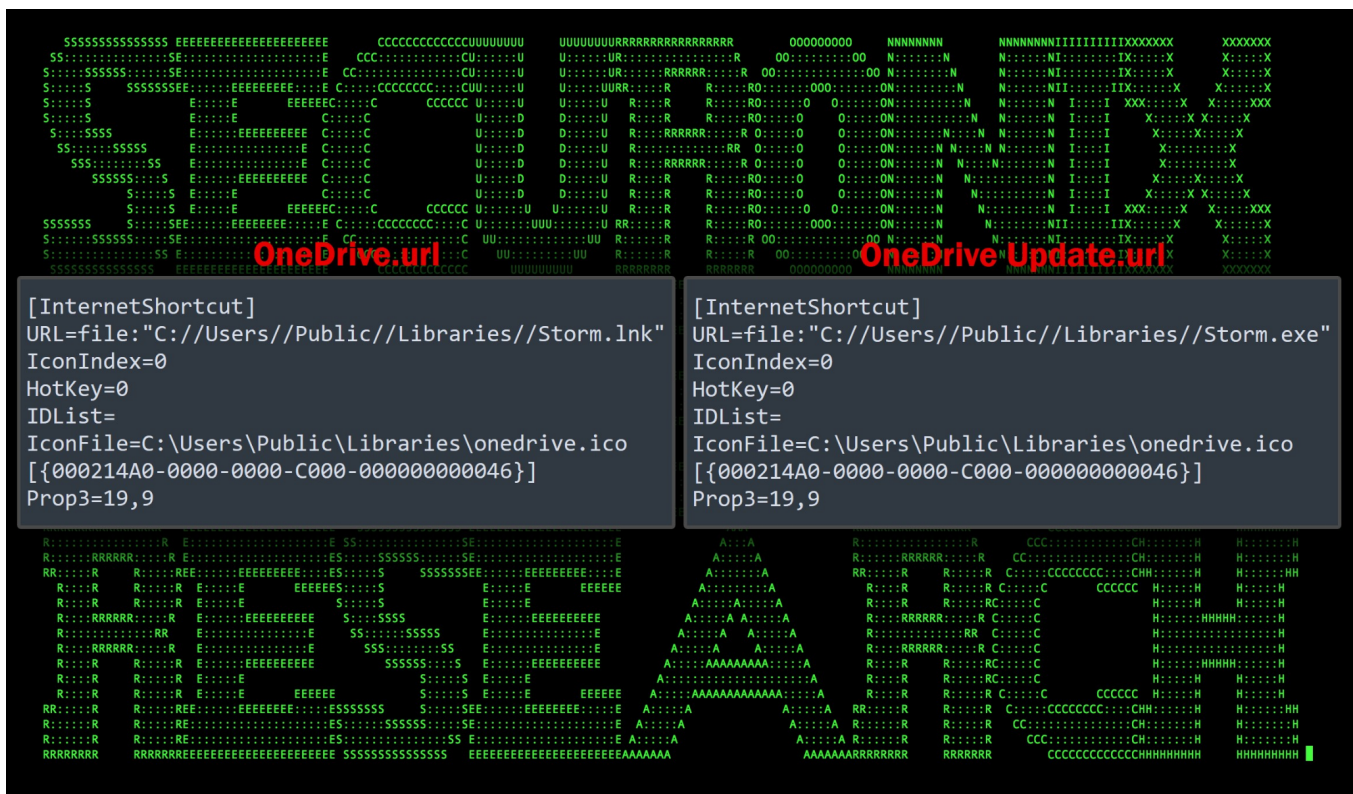 SECURONIX
OneDrive.url
[InternetShortcut]
URL=file:"C://Users//Public//Libraries//Storm.lnk"
IconIndex=0
HotKey=0
IDList=
IconFile=C:\Users\Public\Libraries\onedrive.ico
[{000214A0-0000-0000-C000-000000000046}]
Prop3=19,9
OneDrive Update.url
[InternetShortcut]
URL=file:"C://Users//Public//Libraries//Storm.exe"
IconIndex=0
HotKey=0
IDList=
IconFile=C:\Users\Public\Libraries\onedrive.ico
[{000214A0-0000-0000-C000-000000000046}]
Prop3=19,9
RESEARCH